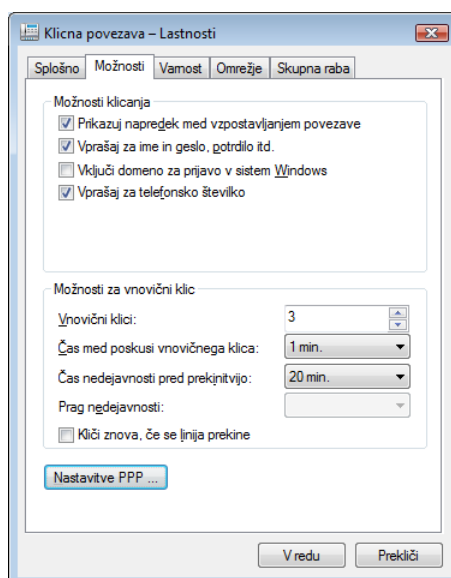 Klicna povezava – Lastnosti
Splošno Možnosti Varnost Omrežje Skupna raba
Možnosti klicanja
Prikazuj napredek med vzpostavljanjem povezave
Vprašaj za ime in geslo, potrdilo itd.
Vključi domeno za prijavo v sistem Windows
Vprašaj za telefonsko številko
Možnosti za vnovični klic
Vnovični klici: 3
Čas med poskusi vnovičnega klica: 1 min.
Čas nedejavnosti pred prekinitvijo: 20 min.
Prag nedejavnosti:
Kliči znova, če se linija prekine
Nastavitve PPP ...
V redu Prekliči